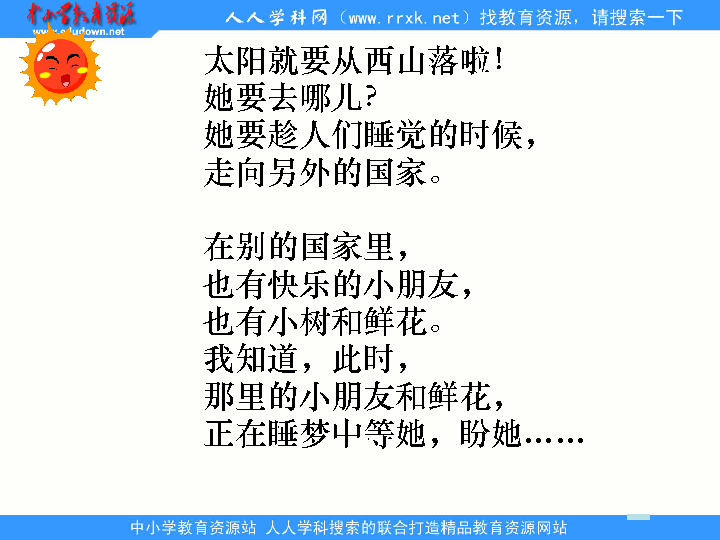 中小学教育资源
www.edudown.net
人人学科网（www.rrxk.net）找教育资源，请搜索一下
太阳就要从西山落啦！
她要去哪儿？
她要趁人们睡觉的时候，
走向另外的国家。
在别的国家里，
也有快乐的小朋友，
也有小树和鲜花。
我知道，此时，
那里的小朋友和鲜花，
正在睡梦中等她，盼她……
中小学教育资源站 人人学科搜索的联合打造精品教育资源网站